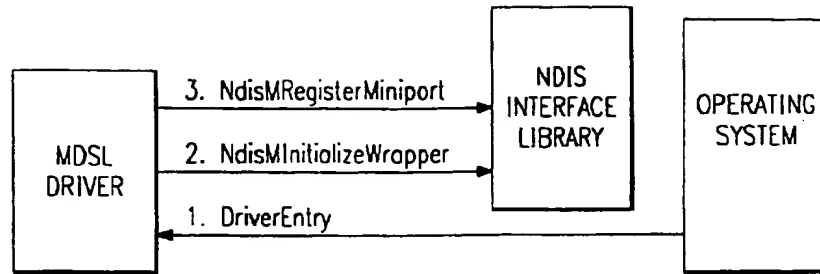 MDSL
DRIVER
3. NdisMRegisterMiniport
2. NdisMInitializeWrapper
1. DriverEntry
NDIS
INTERFACE
LIBRARY
OPERATING
SYSTEM